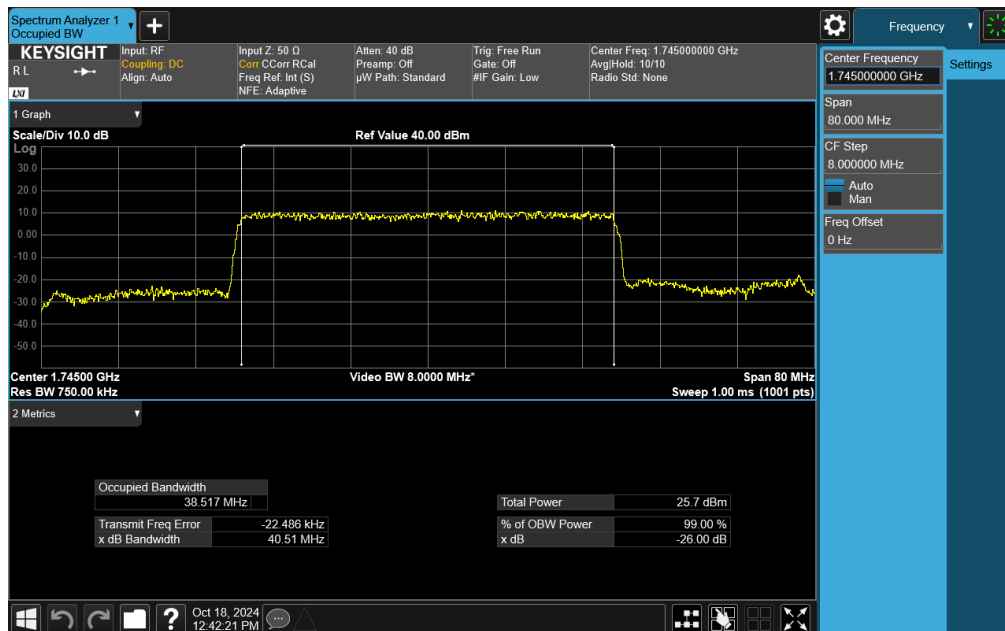 Spectrum Analyzer 1
Occupied BW
Frequency
KEYSIGHT
R L
LXI
Input: RF
Coupling: DC
Align: Auto
Input Z: 50 Ω
Corr CCorr RCal
Freq Ref: Int (S)
NFE: Adaptive
Atten: 40 dB
Preamp: Off
µW Path: Standard
Trig: Free Run
Gate: Off
#IF Gain: Low
Center Freq: 1.745000000 GHz
Avg|Hold: 10/10
Radio Std: None
Center Frequency
1.745000000 GHz
Settings
Span
80.000 MHz
CF Step
8.000000 MHz
Auto
Man
Freq Offset
0 Hz
1 Graph
Scale/Div 10.0 dB
Ref Value 40.00 dBm
Log
30.0
20.0
10.0
0.00
-10.0
-20.0
-30.0
-40.0
-50.0
Center 1.74500 GHz
Video BW 8.0000 MHz*
Span 80 MHz
Res BW 750.00 kHz
Sweep 1.00 ms (1001 pts)
2 Metrics
Occupied Bandwidth
38.517 MHz
Total Power 25.7 dBm
Transmit Freq Error -22.486 kHz
% of OBW Power 99.00 %
x dB Bandwidth 40.51 MHz
x dB -26.00 dB
Oct 18, 2024
12:42:21 PM